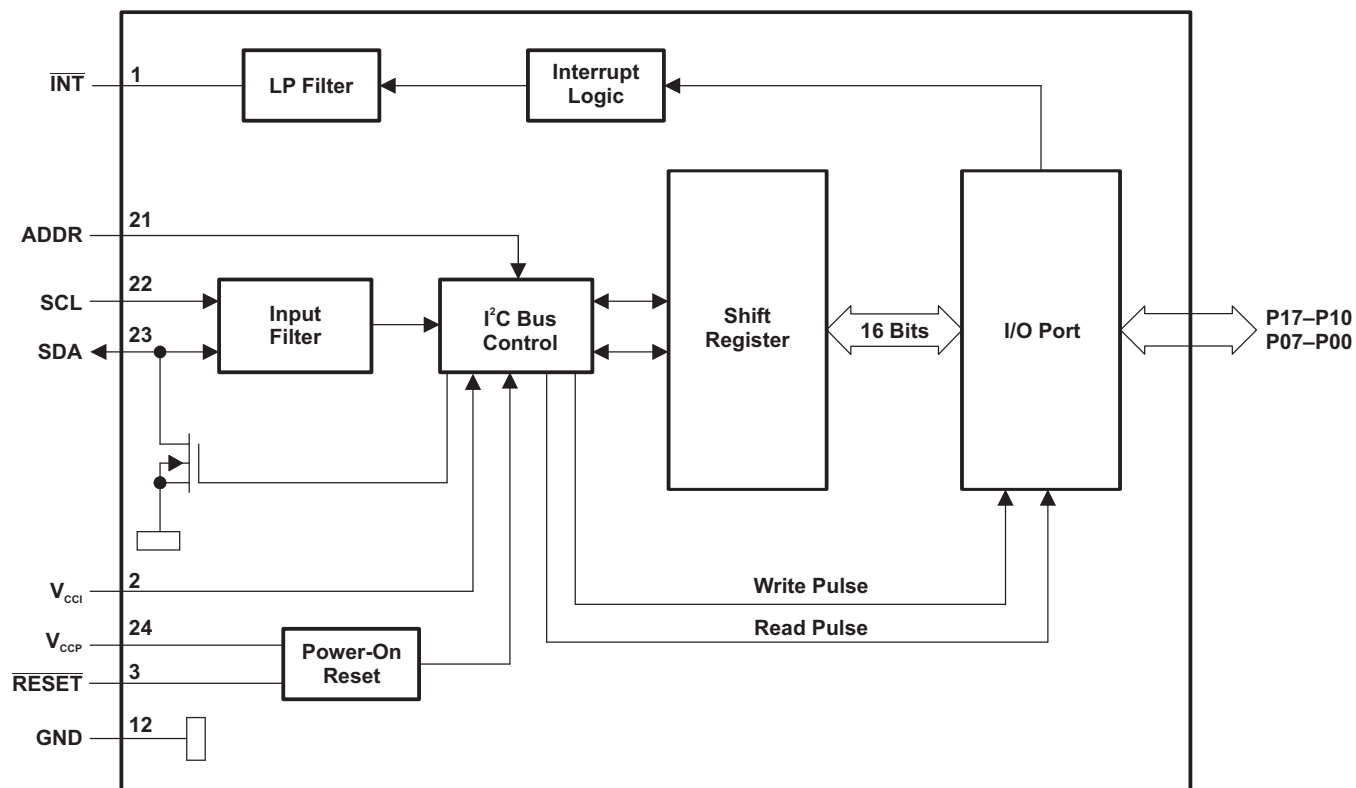 INT
1
LP Filter
Interrupt
Logic
ADDR
21
SCL
22
SDA
23
Input
Filter
I²C Bus
Control
Shift
Register
16 Bits
I/O Port
P17–P10
P07–P00
VCCI
2
Write Pulse
VCCP
24
Read Pulse
RESET
3
Power-On
Reset
GND
12